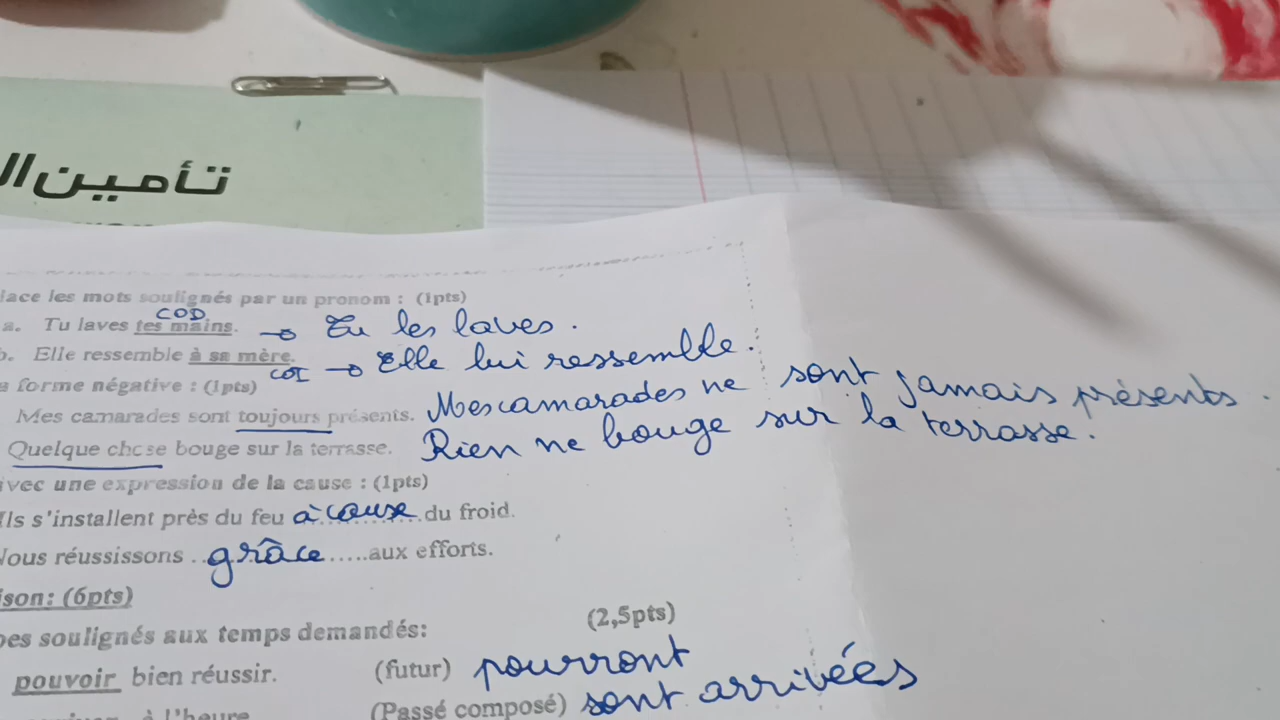 تأمين ال
lace les mots soulignés par un pronom : (1pts)
COD
a. Tu laves tes mains. → Tu les laves.
b. Elle ressemble à sa mère. COI → Elle lui ressemble.
a forme négative : (1pts)
Mes camarades sont toujours présents. Mes camarades ne sont jamais présents.
Quelque chose bouge sur la terrasse. Rien ne bouge sur la terrasse.
avec une expression de la cause : (1pts)
Ils s'installent près du feu à cause du froid.
Nous réussissons ..grâce.....aux efforts.
ison: (6pts)
bes soulignés aux temps demandés: (2,5pts)
pouvoir bien réussir. (futur) pourront
à l'heure (Passé composé) sont arrivées